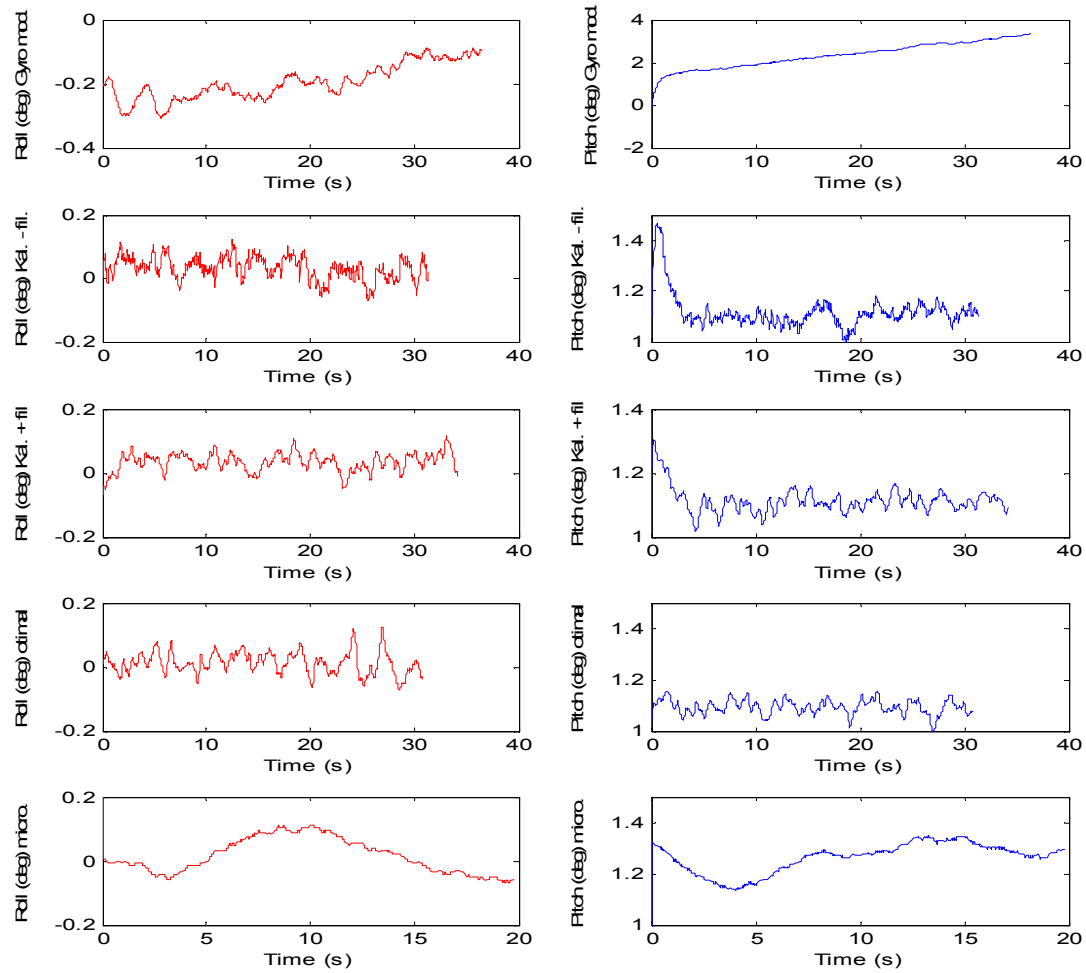 Roll (deg) Gyro mod.
0
-0.2
-0.4
0 10 20 30 40
Time (s)
Pitch (deg) Gyro mod.
4
2
0
-2
0 10 20 30 40
Time (s)
Roll (deg) Kal. -fil.
0.2
0
-0.2
0 10 20 30 40
Time (s)
Pitch (deg) Kal. -fil.
1.4
1.2
1
0 10 20 30 40
Time (s)
Roll (deg) Kal. +fil
0.2
0
-0.2
0 10 20 30 40
Time (s)
Pitch (deg) Kal. +fil
1.4
1.2
1
0 10 20 30 40
Time (s)
Roll (deg)
0.2
0
-0.2
0 10 20 30 40
Time (s)
Pitch (deg)
1.4
1.2
1
0 10 20 30 40
Time (s)
Roll (deg) micro.
0.2
0
-0.2
0 5 10 15 20
Time (s)
Pitch (deg) micro.
1.4
1.2
1
0 5 10 15 20
Time (s)